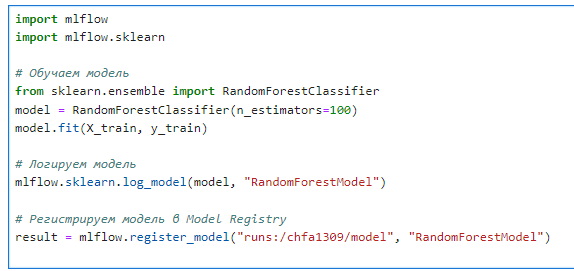 import mlflow
import mlflow.sklearn
# Обучаем модель
from sklearn.ensemble import RandomForestClassifier
model = RandomForestClassifier(n_estimators=100)
model.fit(X_train, y_train)
# Логируем модель
mlflow.sklearn.log_model(model, "RandomForestModel")
# Регистрируем модель в Model Registry
result = mlflow.register_model("runs:/chfa1309/model", "RandomForestModel")